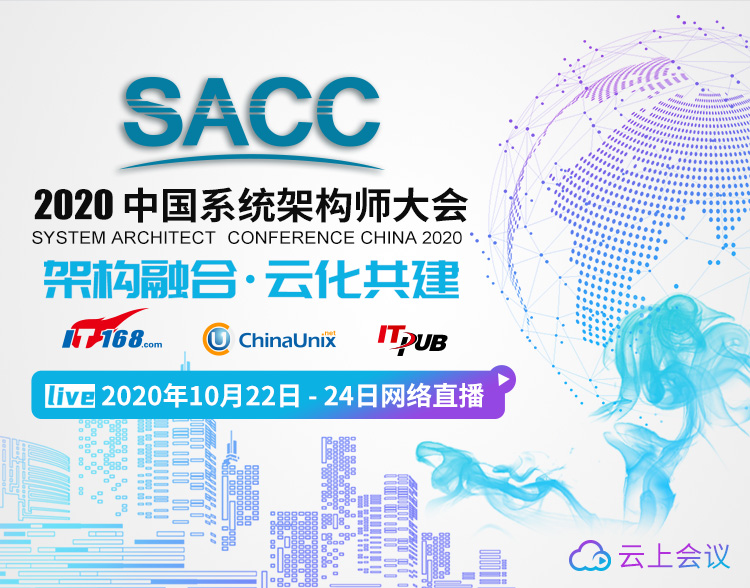 SACC
2020 中国系统架构师大会
SYSTEM ARCHITECT CONFERENCE CHINA 2020
架构融合·云化共建
IT168.com ChinaUnix.net ITPUB
live 2020年10月22日 - 24日网络直播
云上会议